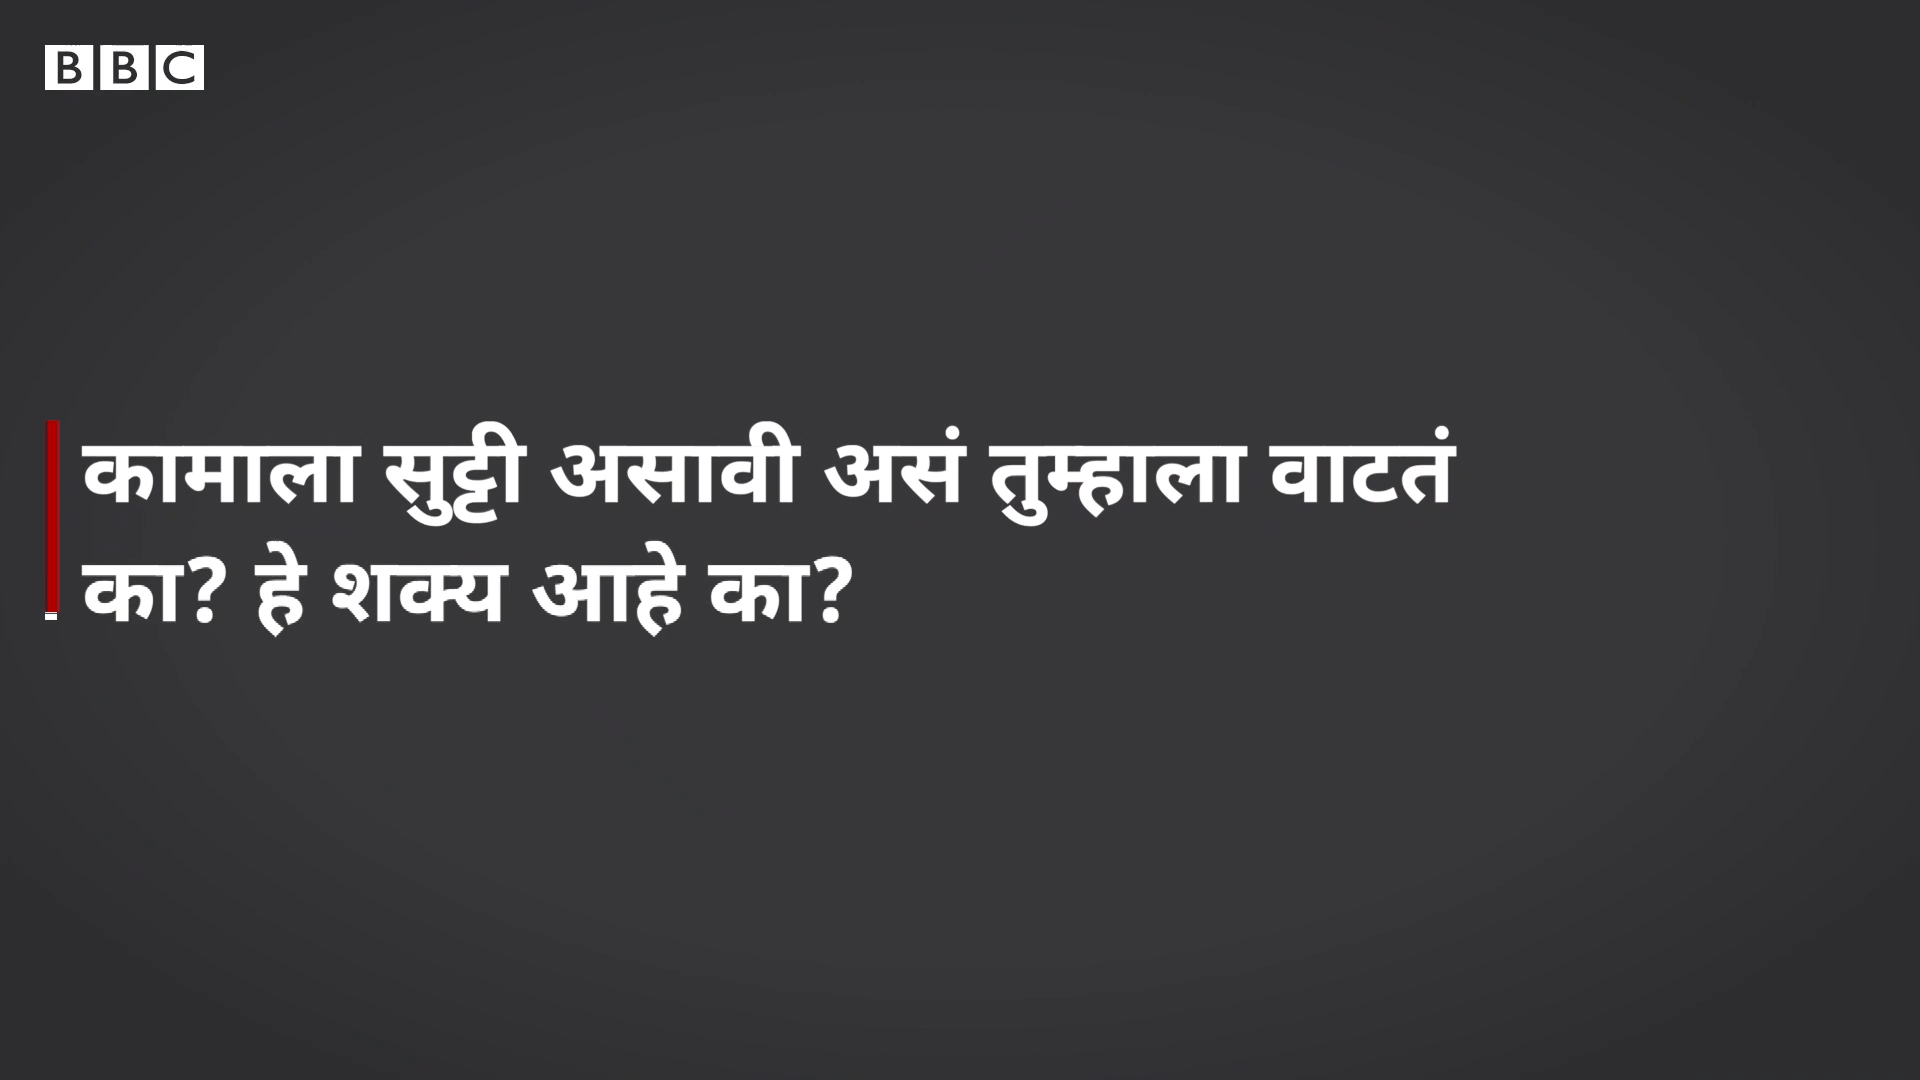 BBC
कामाला सुट्टी असावी असं तुम्हाला वाटतं
का? हे शक्य आहे का?